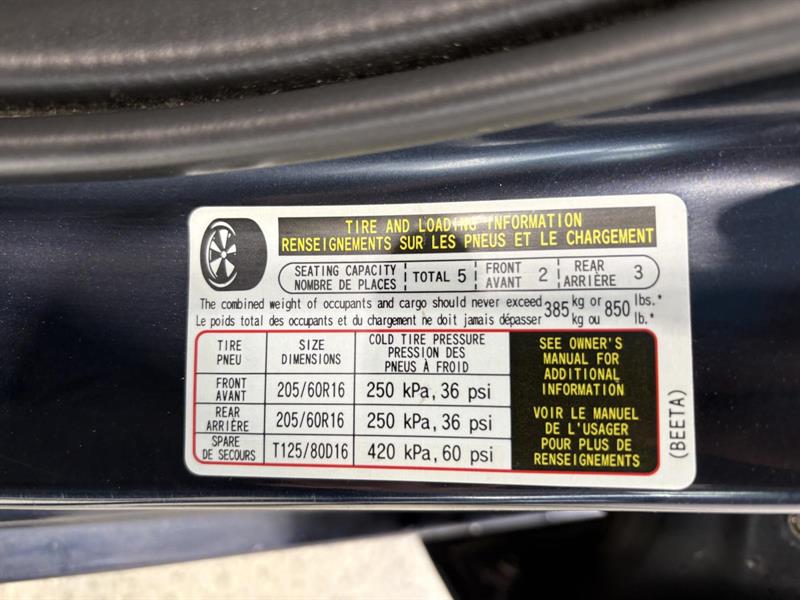 TIRE AND LOADING INFORMATION
RENSEIGNEMENTS SUR LES PNEUS ET LE CHARGEMENT
SEATING CAPACITY
NOMBRE DE PLACES
TOTAL 5
FRONT
AVANT
2
REAR
ARRIÈRE
3
The combined weight of occupants and cargo should never exceed 385 kg or 850 lbs.*
Le poids total des occupants et du chargement ne doit jamais dépasser kg ou lb.*
TIRE
PNEU
SIZE
DIMENSIONS
COLD TIRE PRESSURE
PRESSION DES
PNEUS À FROID
FRONT
AVANT
205/60R16
250 kPa, 36 psi
REAR
ARRIÈRE
205/60R16
250 kPa, 36 psi
SPARE
DE SECOURS
T125/80D16
420 kPa, 60 psi
SEE OWNER'S
MANUAL FOR
ADDITIONAL
INFORMATION
VOIR LE MANUEL
DE L'USAGER
POUR PLUS DE
RENSEIGNEMENTS
(BEETA)